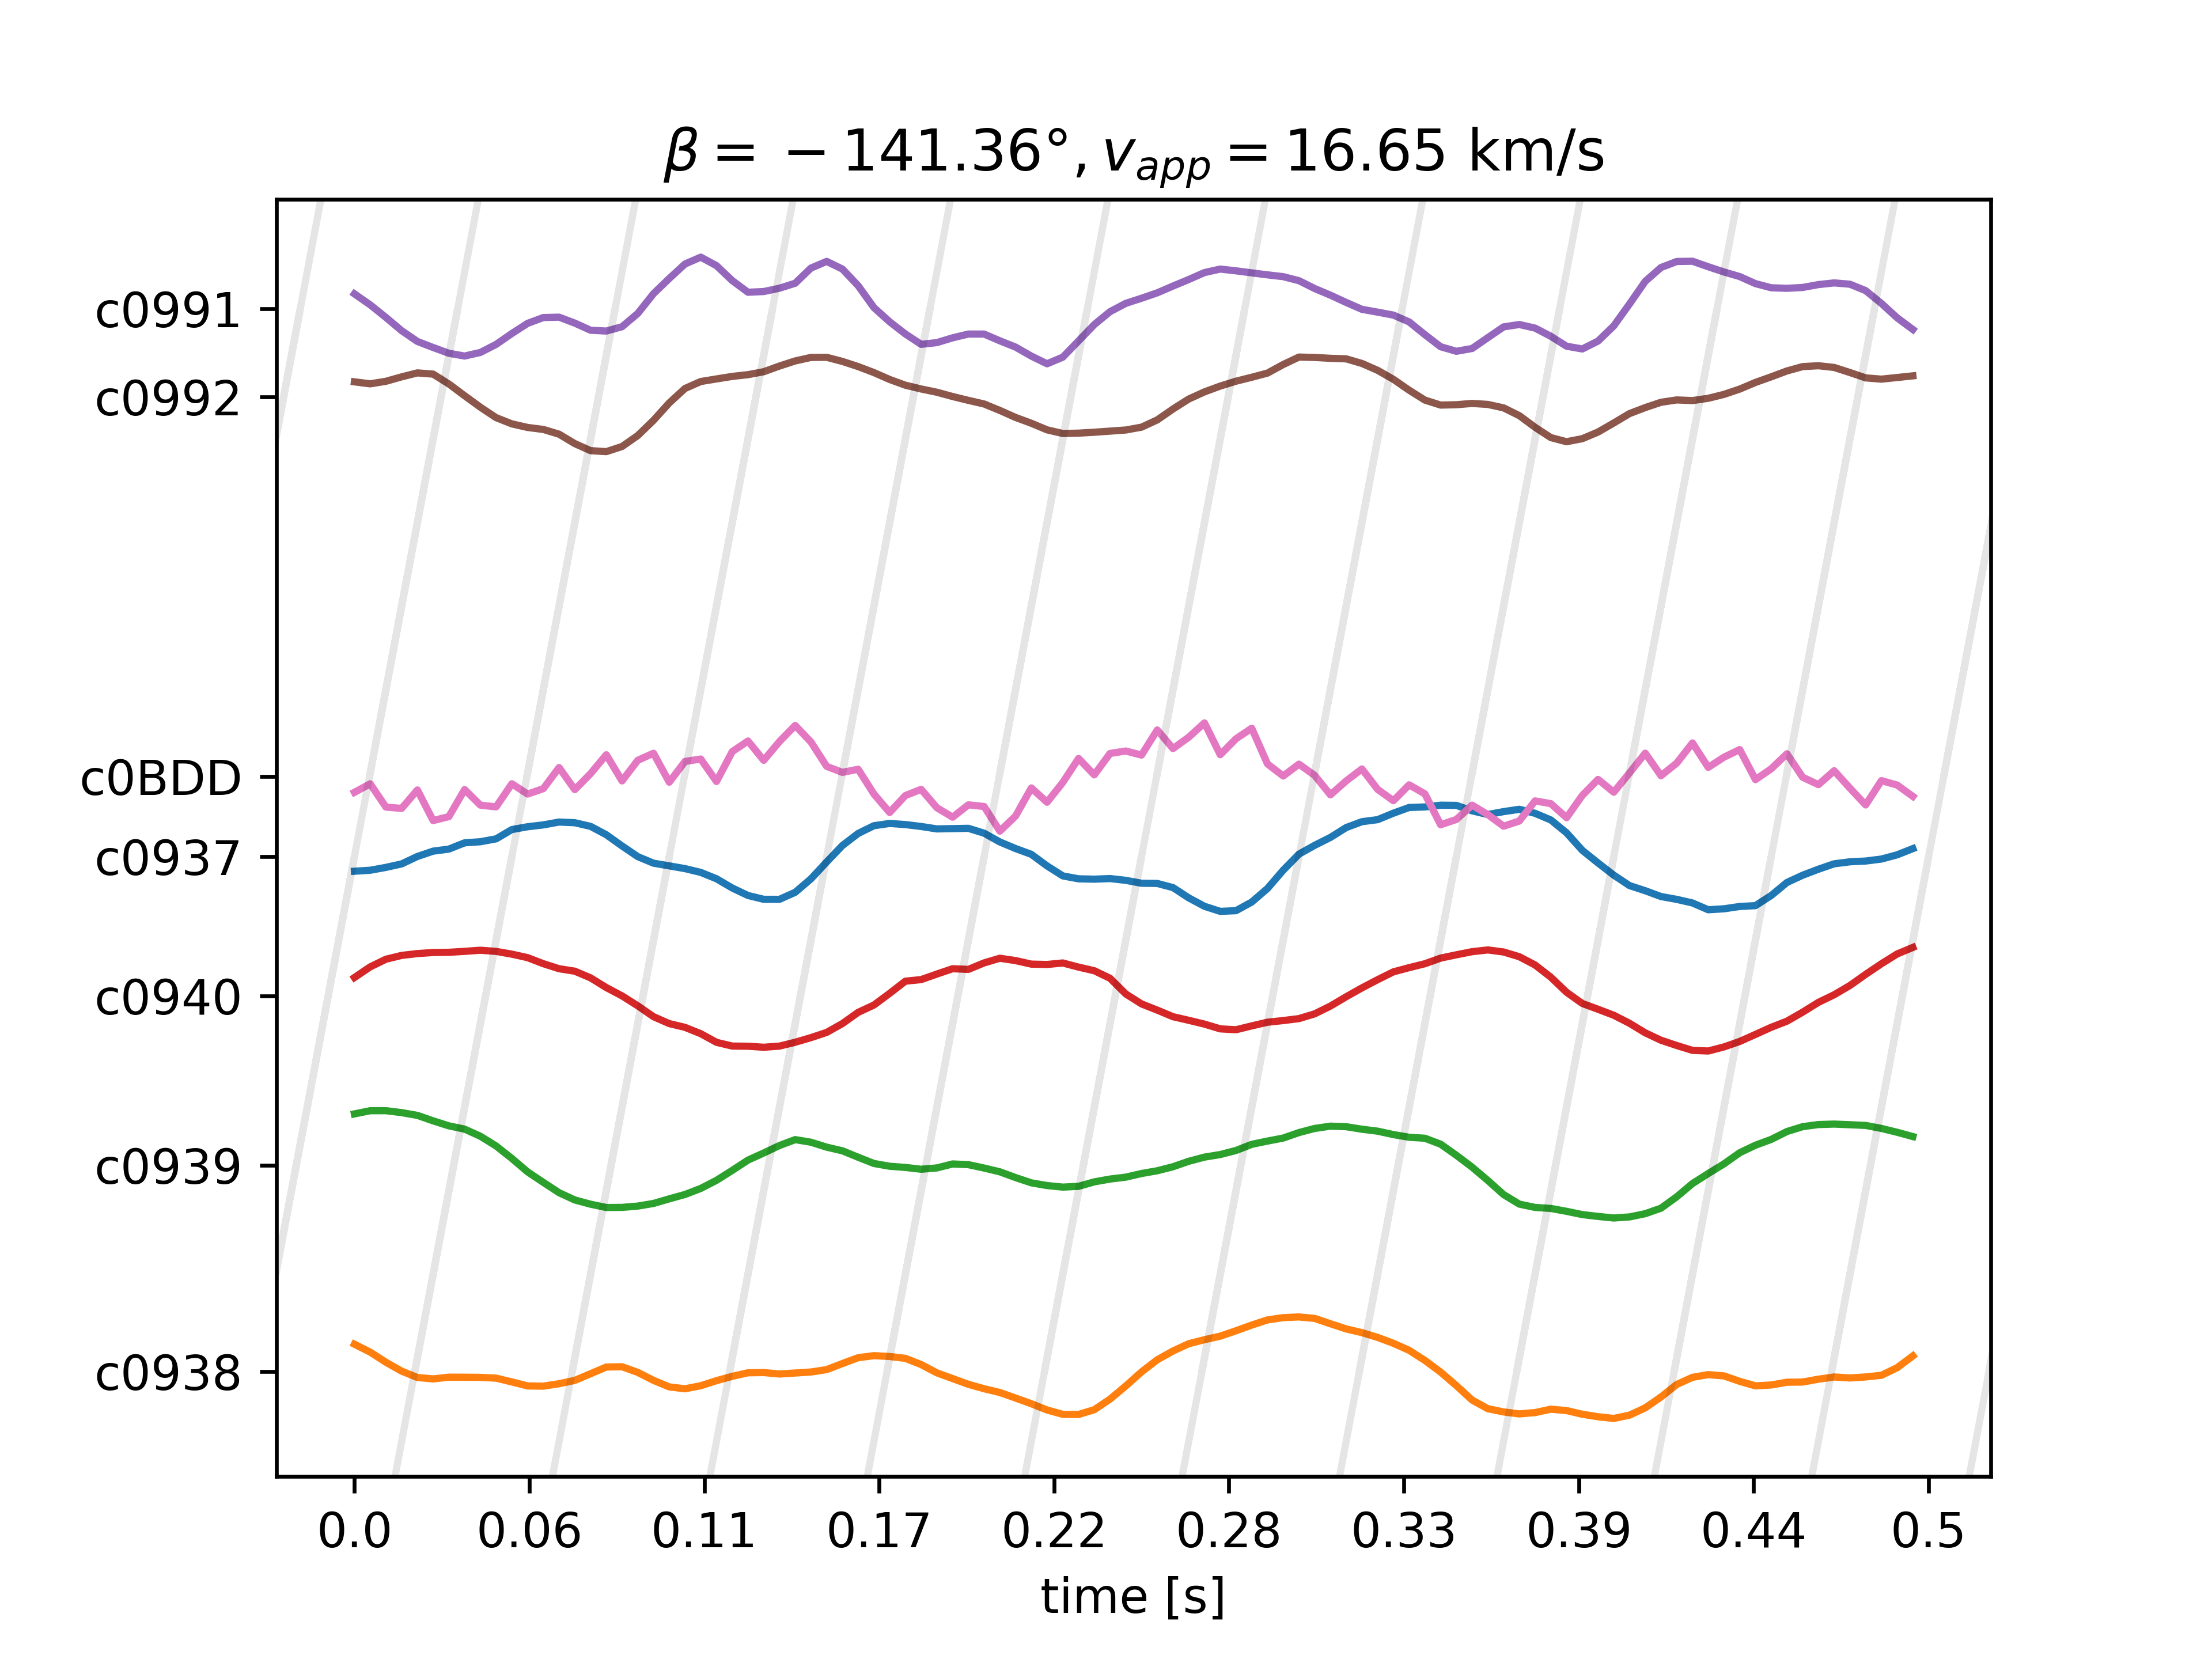 β = − 141.36°, v_app = 16.65 km/s
c0991
c0992
c0BDD
c0937
c0940
c0939
c0938
0.0 0.06 0.11 0.17 0.22 0.28 0.33 0.39 0.44 0.5
time [s]